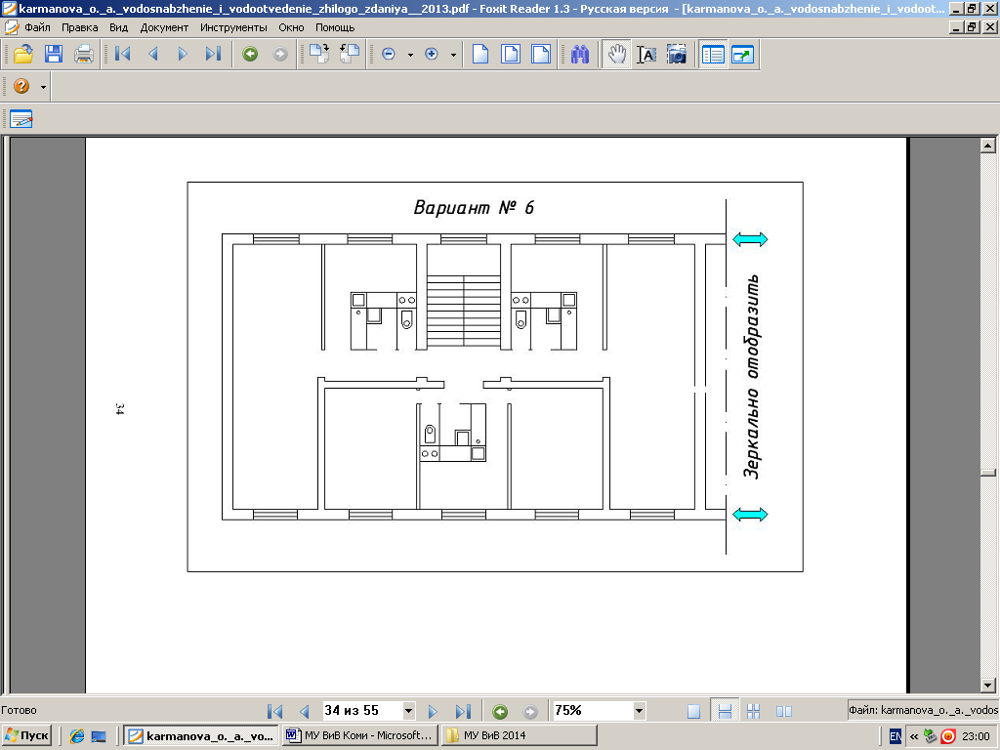 karmanova_o._a._vodosnabzhenie_i_vodootvedenie_zhilogo_zdaniya__2013.pdf - Foxit Reader 1.3 - Русская версия - [karmanova_o._a._vodosnabzhenie_i_vodoot...
Файл Правка Вид Документ Инструменты Окно Помощь
Вариант № 6
Зеркально отобразить
34
Готово
34 из 55
75%
Файл: karmanova_o._a._vodos
Пуск
karmanova_o._a._vo...
МУ ВиВ Коми - Microsoft...
МУ ВиВ 2014
EN
23:00